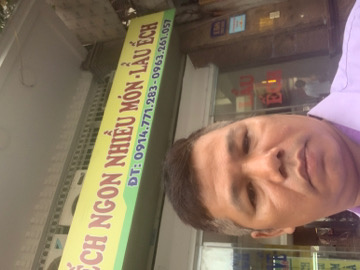 ẾCH NGON NHIỀU MÓN - LẨU ẾCH
ĐT: 0914.771.283-0963.261.057